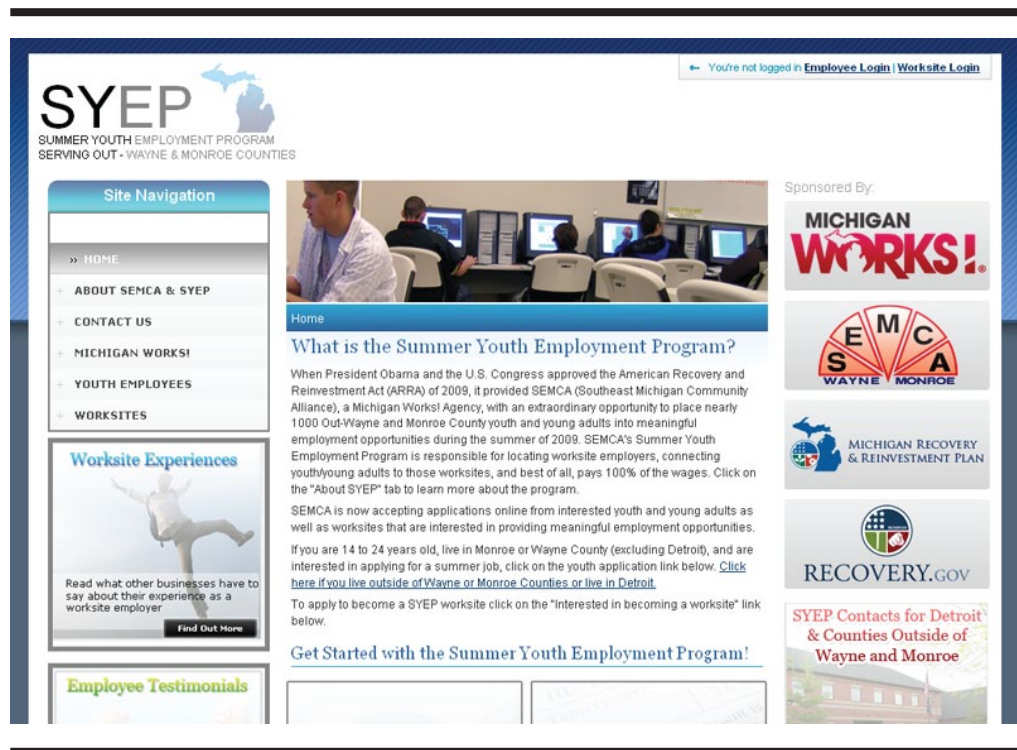 ← You're not logged in Employee Login | Worksite Login
SYEP
SUMMER YOUTH EMPLOYMENT PROGRAM
SERVING OUT - WAYNE & MONROE COUNTIES
Site Navigation
» HOME
+ ABOUT SEMCA & SYEP
+ CONTACT US
+ MICHIGAN WORKS!
+ YOUTH EMPLOYEES
+ WORKSITES
Worksite Experiences
Read what other businesses have to
say about their experience as a
worksite employer
Find Out More
Employee Testimonials
Home
What is the Summer Youth Employment Program?
When President Obama and the U.S. Congress approved the American Recovery and
Reinvestment Act (ARRA) of 2009, it provided SEMCA (Southeast Michigan Community
Alliance), a Michigan Works! Agency, with an extraordinary opportunity to place nearly
1000 Out-Wayne and Monroe County youth and young adults into meaningful
employment opportunities during the summer of 2009. SEMCA's Summer Youth
Employment Program is responsible for locating worksite employers, connecting
youth/young adults to those worksites, and best of all, pays 100% of the wages. Click on
the "About SYEP" tab to learn more about the program.
SEMCA is now accepting applications online from interested youth and young adults as
well as worksites that are interested in providing meaningful employment opportunities.
If you are 14 to 24 years old, live in Monroe or Wayne County (excluding Detroit), and are
interested in applying for a summer job, click on the youth application link below. Click
here if you live outside of Wayne or Monroe Counties or live in Detroit.
To apply to become a SYEP worksite click on the "Interested in becoming a worksite" link
below.
Get Started with the Summer Youth Employment Program!
Sponsored By:
MICHIGAN
WORKS!®
SEMCA
WAYNE MONROE
MICHIGAN RECOVERY
& REINVESTMENT PLAN
RECOVERY.GOV
SYEP Contacts for Detroit
& Counties Outside of
Wayne and Monroe